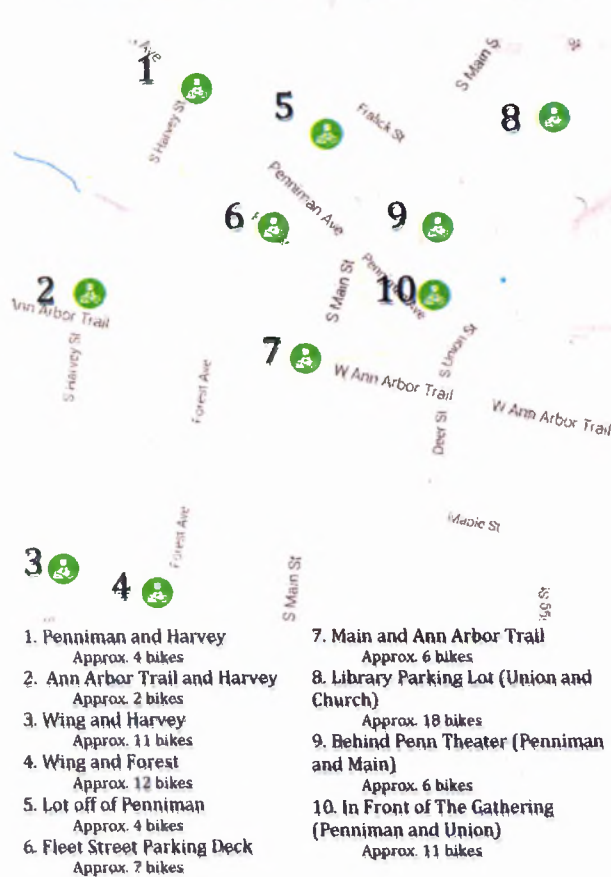 Ave
1
S Harvey St
5
Fralick St
S Main S
8
Penniman Ave
6
9
2
Ann Arbor Trail
S Harvey St
S Main St
10
7
W Ann Arbor Trail
S Union St
Forest Ave
Deer St
W Ann Arbor Trail
Maple St
3
4
Forest Ave
S Main St
1. Penniman and Harvey
Approx. 4 bikes
2. Ann Arbor Trail and Harvey
Approx. 2 bikes
3. Wing and Harvey
Approx. 11 bikes
4. Wing and Forest
Approx. 12 bikes
5. Lot off of Penniman
Approx. 4 bikes
6. Fleet Street Parking Deck
Approx. 7 bikes
7. Main and Ann Arbor Trail
Approx. 6 bikes
8. Library Parking Lot (Union and
Church)
Approx. 18 bikes
9. Behind Penn Theater (Penniman
and Main)
Approx. 6 bikes
10. In Front of The Gathering
(Penniman and Union)
Approx. 11 bikes